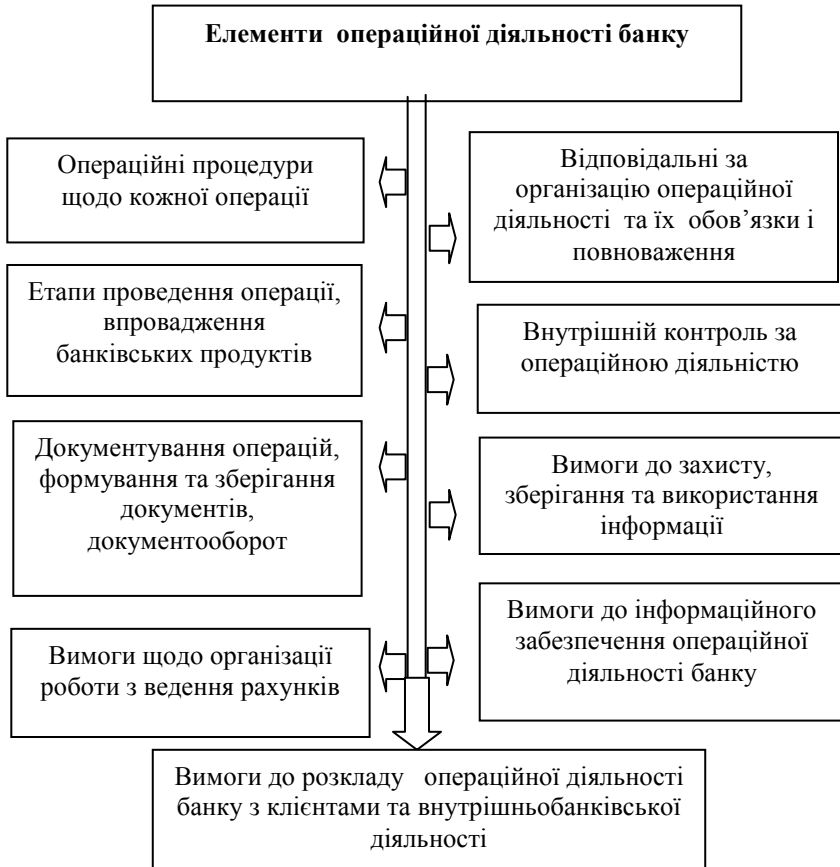 Елементи операційної діяльності банку
Операційні процедури
щодо кожної операції
Відповідальні за
організацію операційної
діяльності та їх обов’язки і
повноваження
Етапи проведення операції,
впровадження
банківських продуктів
Внутрішній контроль за
операційною діяльністю
Документування операцій,
формування та зберігання
документів,
документооборот
Вимоги до захисту,
зберігання та використання
інформації
Вимоги щодо організації
роботи з ведення рахунків
Вимоги до інформаційного
забезпечення операційної
діяльності банку
Вимоги до розкладу операційної діяльності
банку з клієнтами та внутрішньобанківської
діяльності